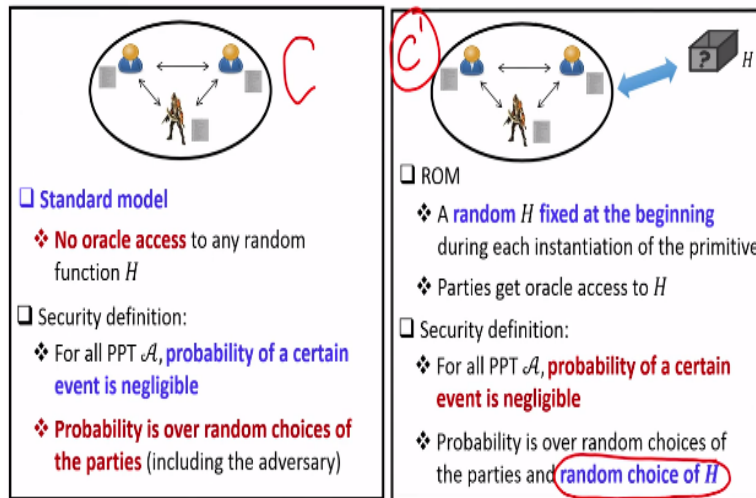 C
❑ Standard model
❖ No oracle access to any random
function H
❑ Security definition:
❖ For all PPT 𝒜, probability of a certain
event is negligible
❖ Probability is over random choices of
the parties (including the adversary)
C'
? H
❑ ROM
❖ A random H fixed at the beginning
during each instantiation of the primitive
❖ Parties get oracle access to H
❑ Security definition:
❖ For all PPT 𝒜, probability of a certain
event is negligible
❖ Probability is over random choices of
the parties and random choice of H